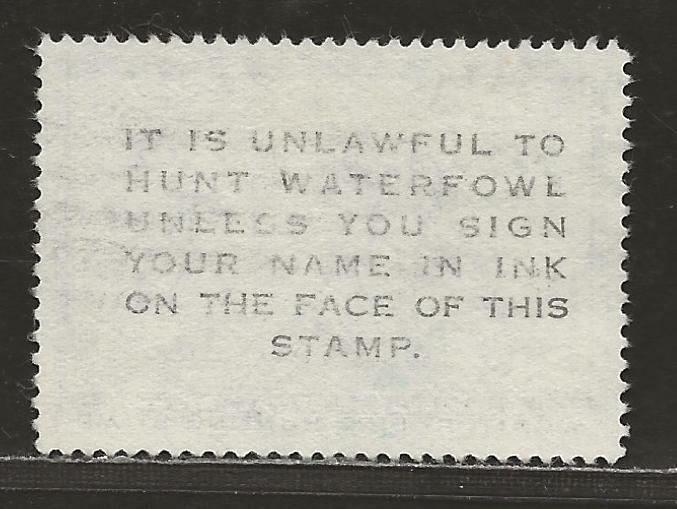 IT IS UNLAWFUL TO
HUNT WATERFOWL
UNLESS YOU SIGN
YOUR NAME IN INK
ON THE FACE OF THIS
STAMP.